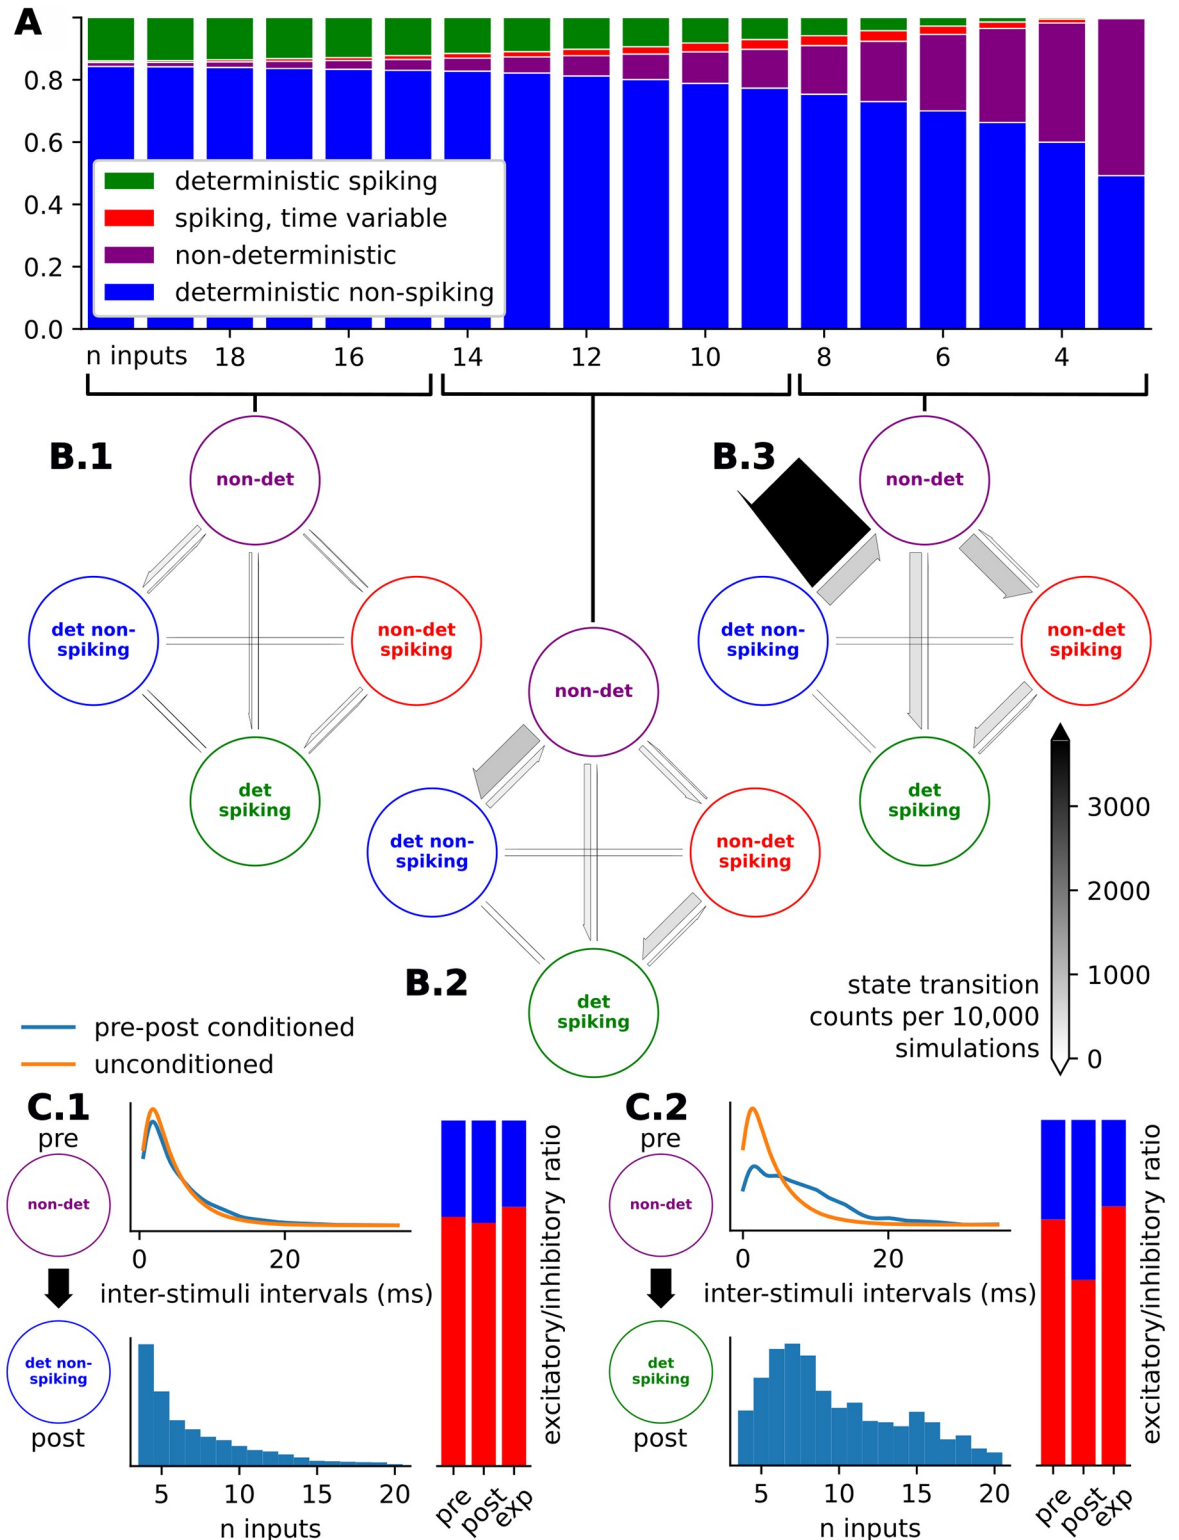 A
0.8
0.6
0.4
0.2
0.0
deterministic spiking
spiking, time variable
non-deterministic
deterministic non-spiking
n inputs 18 16 14 12 10 8 6 4
B.1
non-det
det non-
spiking
non-det
spiking
det
spiking
B.3
non-det
det non-
spiking
non-det
spiking
det
spiking
non-det
det non-
spiking
non-det
spiking
det
spiking
B.2
3000
2000
1000
0
state transition
counts per 10,000
simulations
pre-post conditioned
unconditioned
C.1
pre
non-det
det non-
spiking
post
0 20
inter-stimuli intervals (ms)
5 10 15 20
n inputs
excitatory/inhibitory ratio
pre post exp
C.2
pre
non-det
det
spiking
post
0 20
inter-stimuli intervals (ms)
5 10 15 20
n inputs
excitatory/inhibitory ratio
pre post exp